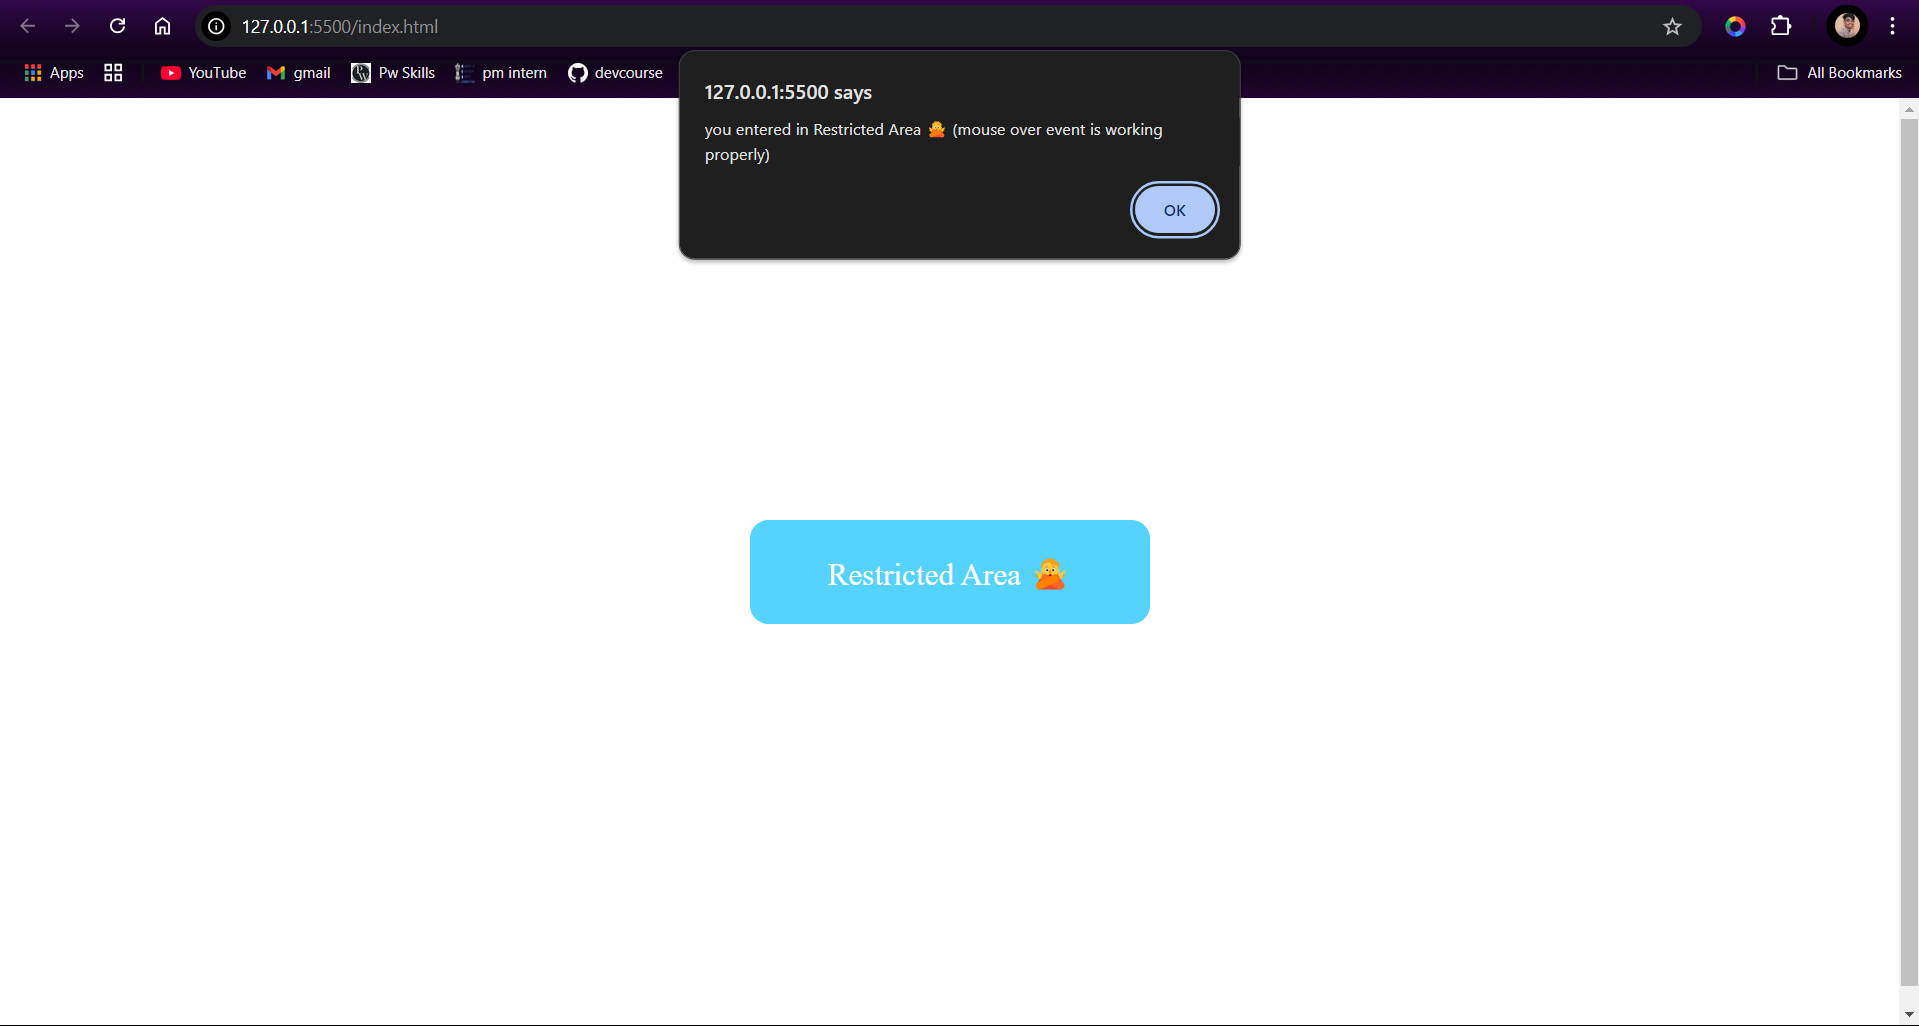 127.0.0.1:5500/index.html
Apps YouTube gmail Pw Skills pm intern devcourse All Bookmarks
127.0.0.1:5500 says
you entered in Restricted Area 🙅 (mouse over event is working
properly)
OK
Restricted Area 🙅